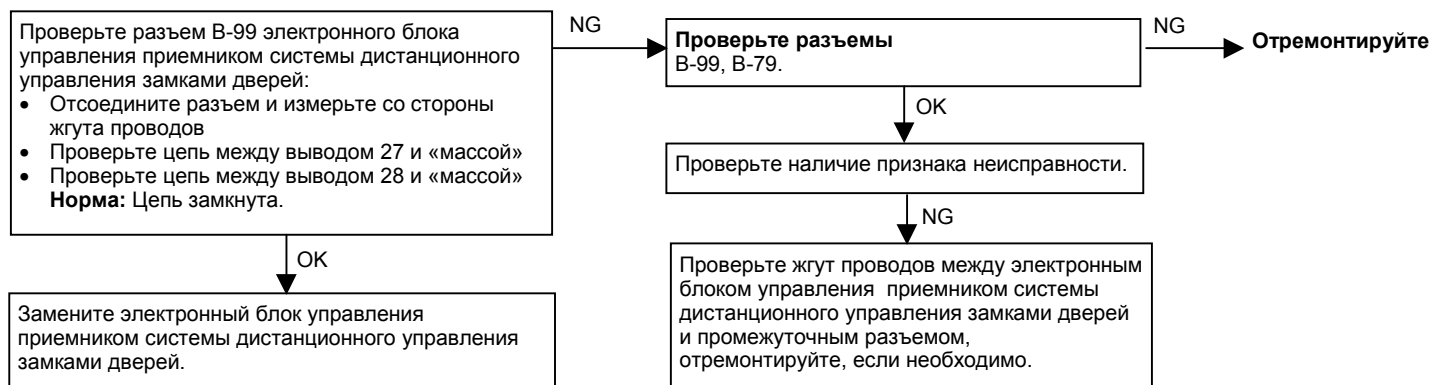 Проверьте разъем В-99 электронного блока
управления приемником системы дистанционного
управления замками дверей:
• Отсоедините разъем и измерьте со стороны
жгута проводов
• Проверьте цепь между выводом 27 и «массой»
• Проверьте цепь между выводом 28 и «массой»
Норма: Цепь замкнута.
NG
Проверьте разъемы
В-99, В-79.
NG
Отремонтируйте
OK
Проверьте наличие признака неисправности.
NG
OK
Замените электронный блок управления
приемником системы дистанционного управления
замками дверей.
Проверьте жгут проводов между электронным
блоком управления приемником системы
дистанционного управления замками дверей
и промежуточным разъемом,
отремонтируйте, если необходимо.